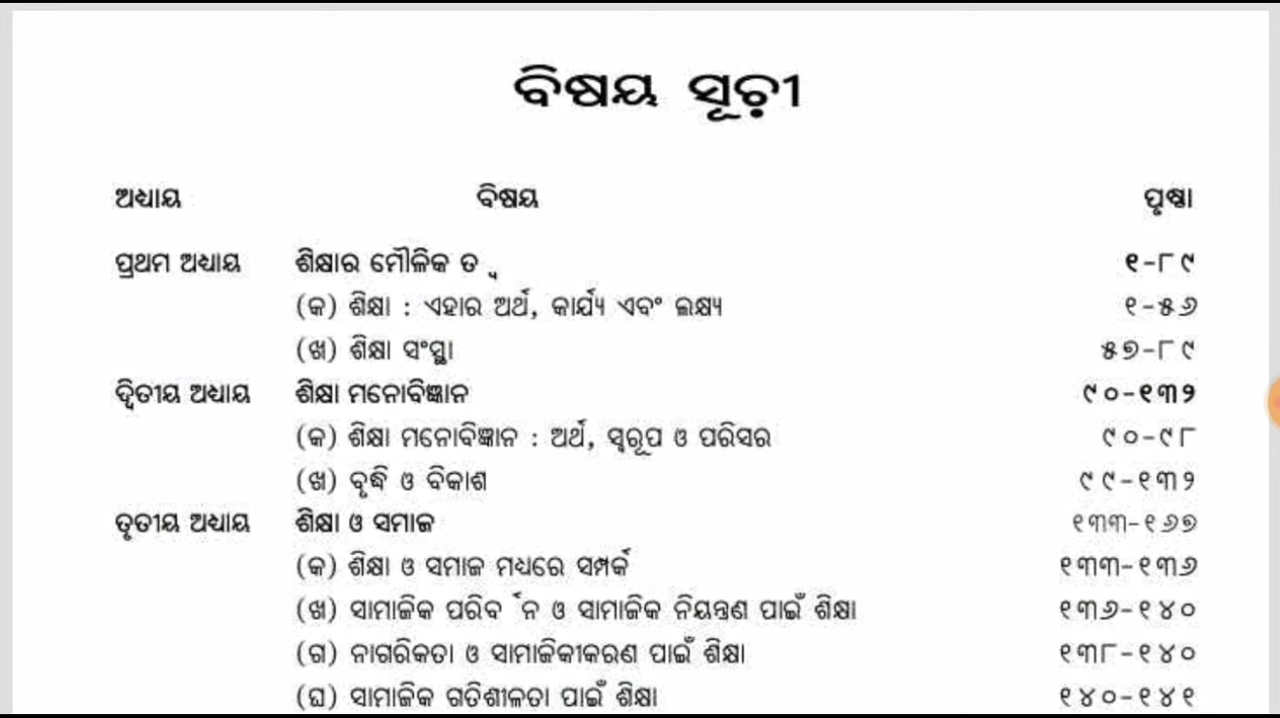 ବିଷୟ ସୂଚୀ
ଅଧ୍ୟାୟ ବିଷୟ ପୃଷ୍ଠା
ପ୍ରଥମ ଅଧ୍ୟାୟ ଶିକ୍ଷାର ମୌଳିକ ତ୍ୱ ୧-୮୯
(କ) ଶିକ୍ଷା : ଏହାର ଅର୍ଥ, କାର୍ଯ୍ୟ ଏବଂ ଲକ୍ଷ୍ୟ ୧-୫୬
(ଖ) ଶିକ୍ଷା ସଂସ୍ଥା ୫୭-୮୯
ଦ୍ୱିତୀୟ ଅଧ୍ୟାୟ ଶିକ୍ଷା ମନୋବିଜ୍ଞାନ ୯୦-୧୩୨
(କ) ଶିକ୍ଷା ମନୋବିଜ୍ଞାନ : ଅର୍ଥ, ସ୍ୱରୂପ ଓ ପରିସର ୯୦-୯୮
(ଖ) ବୃଦ୍ଧି ଓ ବିକାଶ ୯୯-୧୩୨
ତୃତୀୟ ଅଧ୍ୟାୟ ଶିକ୍ଷା ଓ ସମାଜ ୧୩୩-୧୬୭
(କ) ଶିକ୍ଷା ଓ ସମାଜ ମଧ୍ୟରେ ସମ୍ପର୍କ ୧୩୩-୧୩୬
(ଖ) ସାମାଜିକ ଓ ସାମାଜିକ ନିୟନ୍ତ୍ରଣ ପାଇଁ ଶିକ୍ଷା ୧୩୬-୧୪୦
(ଗ) ନାଗରିକତା ଓ ସାମାଜିକୀକରଣ ପାଇଁ ଶିକ୍ଷା ୧୩୮-୧୪୦
(ଘ) ସାମାଜିକ ଗତିଶୀଳତା ପାଇଁ ଶିକ୍ଷା ୧୪୦-୧୪୧